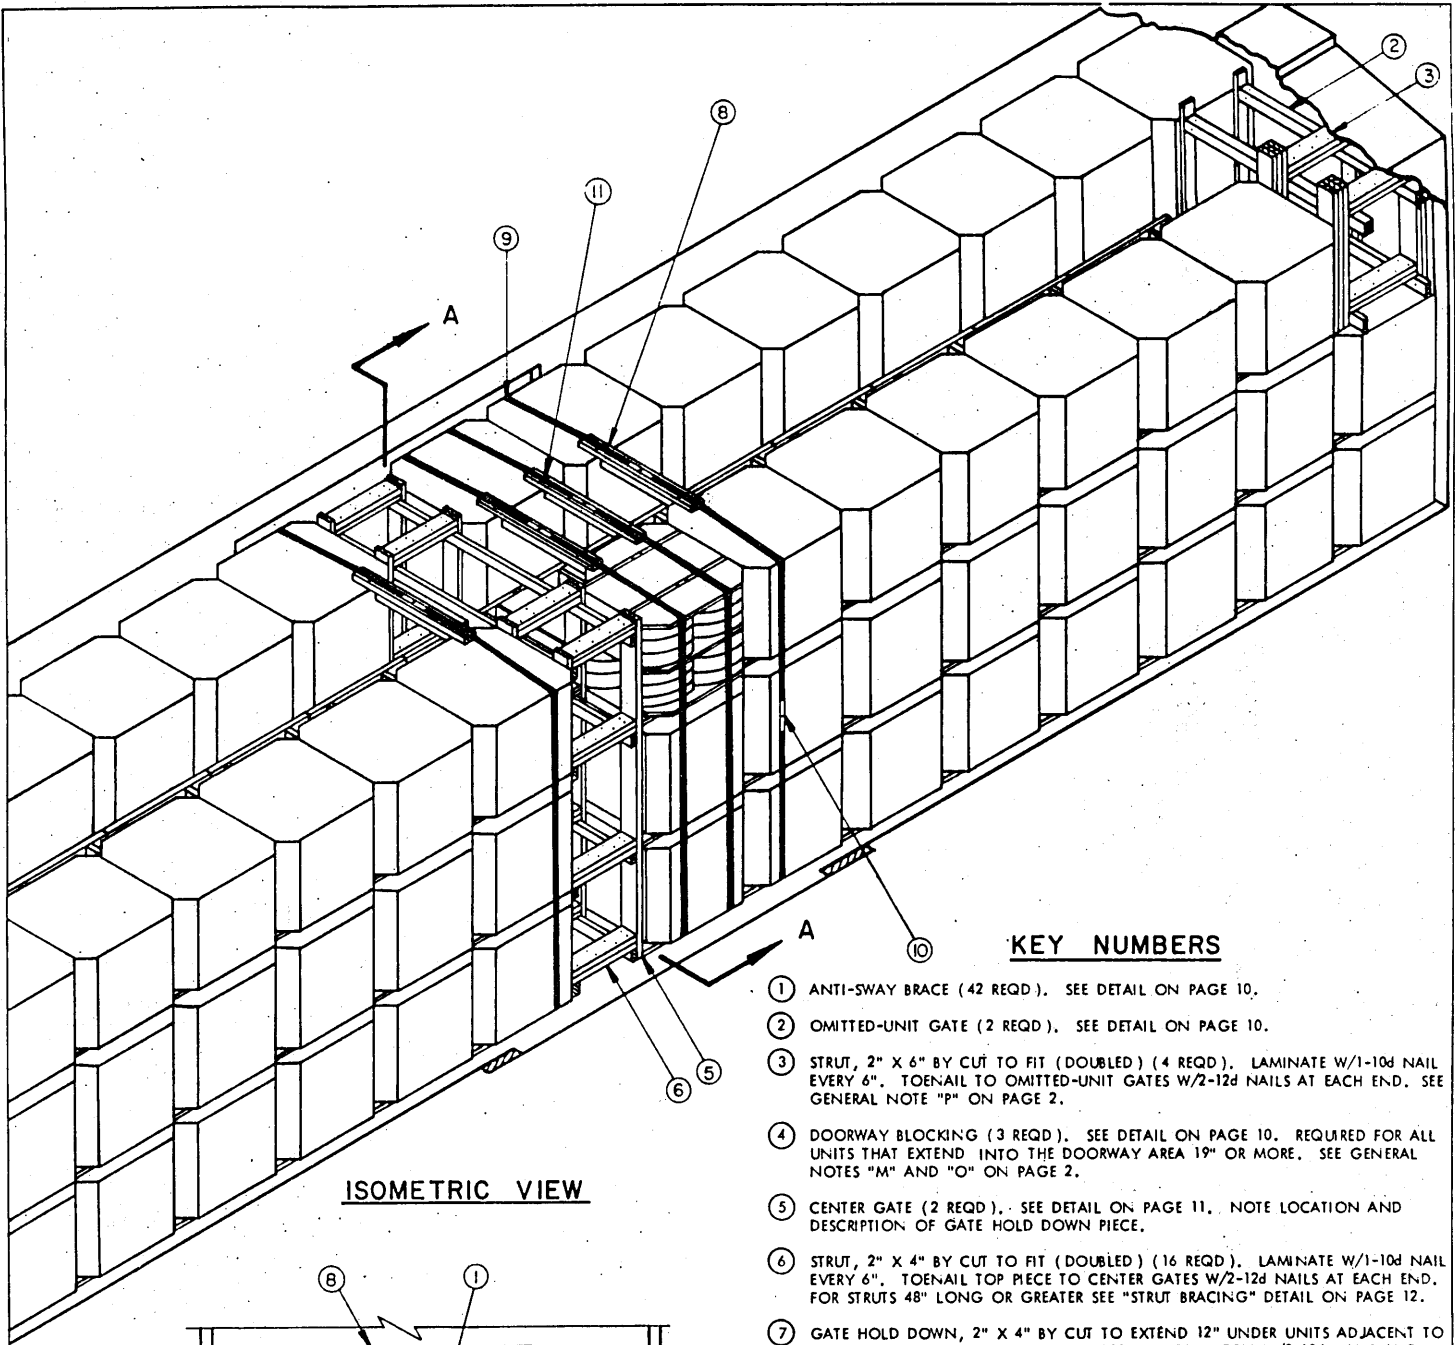 2
3
8
11
9
A
A
10
5
6
ISOMETRIC VIEW
8
1
KEY NUMBERS
1 ANTI-SWAY BRACE (42 REQD). SEE DETAIL ON PAGE 10.
2 OMITTED-UNIT GATE (2 REQD). SEE DETAIL ON PAGE 10.
3 STRUT, 2" X 6" BY CUT TO FIT (DOUBLED) (4 REQD). LAMINATE W/1-10d NAIL
EVERY 6". TOENAIL TO OMITTED-UNIT GATES W/2-12d NAILS AT EACH END. SEE
GENERAL NOTE "P" ON PAGE 2.
4 DOORWAY BLOCKING (3 REQD). SEE DETAIL ON PAGE 10. REQUIRED FOR ALL
UNITS THAT EXTEND INTO THE DOORWAY AREA 19" OR MORE. SEE GENERAL
NOTES "M" AND "O" ON PAGE 2.
5 CENTER GATE (2 REQD). SEE DETAIL ON PAGE 11. NOTE LOCATION AND
DESCRIPTION OF GATE HOLD DOWN PIECE.
6 STRUT, 2" X 4" BY CUT TO FIT (DOUBLED) (16 REQD). LAMINATE W/1-10d NAIL
EVERY 6". TOENAIL TOP PIECE TO CENTER GATES W/2-12d NAILS AT EACH END.
FOR STRUTS 48" LONG OR GREATER SEE "STRUT BRACING" DETAIL ON PAGE 12.
7 GATE HOLD DOWN, 2" X 4" BY CUT TO EXTEND 12" UNDER UNITS ADJACENT TO